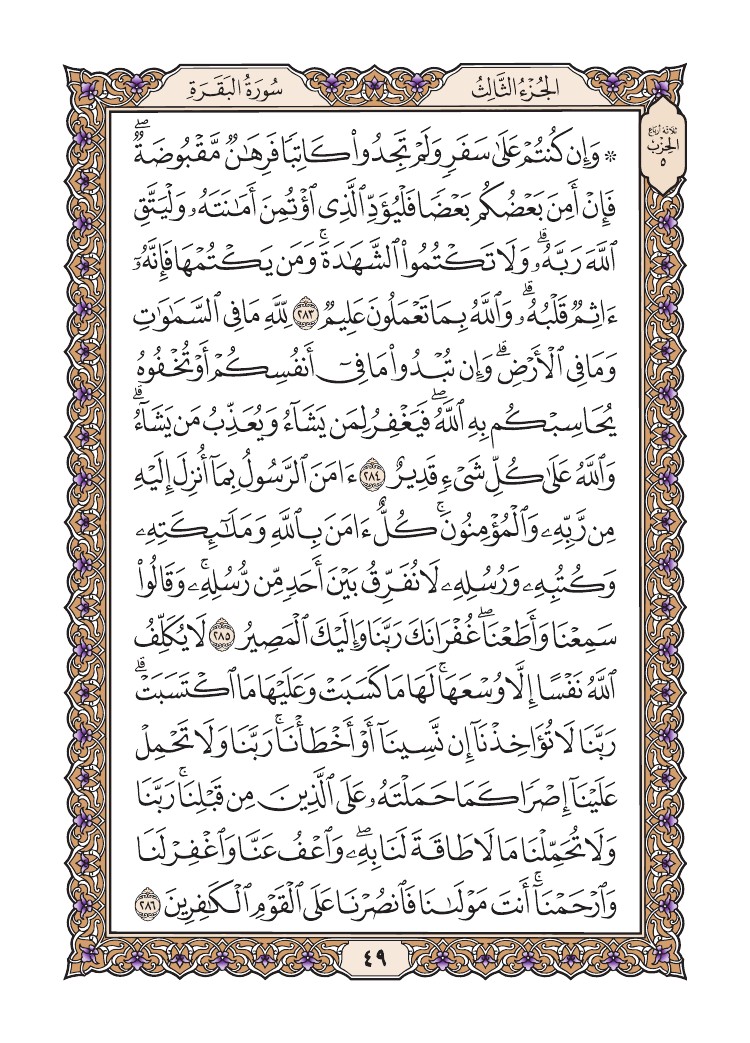 الجُزْءُ الثَّالِثُ
سُورَةُ البَقَرَةِ
ثلاثة أرباع
الحِزْب
٥
۞ وَإِن كُنتُمْ عَلَىٰ سَفَرٍ وَلَمْ تَجِدُوا۟ كَاتِبًا فَرِهَٰنٌ مَّقْبُوضَةٌ ۖ
فَإِنْ أَمِنَ بَعْضُكُم بَعْضًا فَلْيُؤَدِّ ٱلَّذِى ٱؤْتُمِنَ أَمَٰنَتَهُۥ وَلْيَتَّقِ
ٱللَّهَ رَبَّهُۥ ۗ وَلَا تَكْتُمُوا۟ ٱلشَّهَٰدَةَ ۚ وَمَن يَكْتُمْهَا فَإِنَّهُۥٓ
ءَاثِمٌ قَلْبُهُۥ ۗ وَٱللَّهُ بِمَا تَعْمَلُونَ عَلِيمٌ ٢٨٣ لِّلَّهِ مَا فِى ٱلسَّمَٰوَٰتِ
وَمَا فِى ٱلْأَرْضِ ۗ وَإِن تُبْدُوا۟ مَا فِىٓ أَنفُسِكُمْ أَوْ تُخْفُوهُ
يُحَاسِبْكُم بِهِ ٱللَّهُ ۖ فَيَغْفِرُ لِمَن يَشَآءُ وَيُعَذِّبُ مَن يَشَآءُ ۗ
وَٱللَّهُ عَلَىٰ كُلِّ شَىْءٍ قَدِيرٌ ٢٨٤ ءَامَنَ ٱلرَّسُولُ بِمَآ أُنزِلَ إِلَيْهِ
مِن رَّبِّهِۦ وَٱلْمُؤْمِنُونَ ۚ كُلٌّ ءَامَنَ بِٱللَّهِ وَمَلَٰٓئِكَتِهِۦ
وَكُتُبِهِۦ وَرُسُلِهِۦ لَا نُفَرِّقُ بَيْنَ أَحَدٍ مِّن رُّسُلِهِۦ ۚ وَقَالُوا۟
سَمِعْنَا وَأَطَعْنَا ۖ غُفْرَانَكَ رَبَّنَا وَإِلَيْكَ ٱلْمَصِيرُ ٢٨٥ لَا يُكَلِّفُ
ٱللَّهُ نَفْسًا إِلَّا وُسْعَهَا ۚ لَهَا مَا كَسَبَتْ وَعَلَيْهَا مَا ٱكْتَسَبَتْ ۗ
رَبَّنَا لَا تُؤَاخِذْنَآ إِن نَّسِينَآ أَوْ أَخْطَأْنَا ۚ رَبَّنَا وَلَا تَحْمِلْ
عَلَيْنَآ إِصْرًا كَمَا حَمَلْتَهُۥ عَلَى ٱلَّذِينَ مِن قَبْلِنَا ۚ رَبَّنَا
وَلَا تُحَمِّلْنَا مَا لَا طَاقَةَ لَنَا بِهِۦ ۖ وَٱعْفُ عَنَّا وَٱغْفِرْ لَنَا
وَٱرْحَمْنَآ ۚ أَنتَ مَوْلَىٰنَا فَٱنصُرْنَا عَلَى ٱلْقَوْمِ ٱلْكَٰفِرِينَ ٢٨٦
٤٩